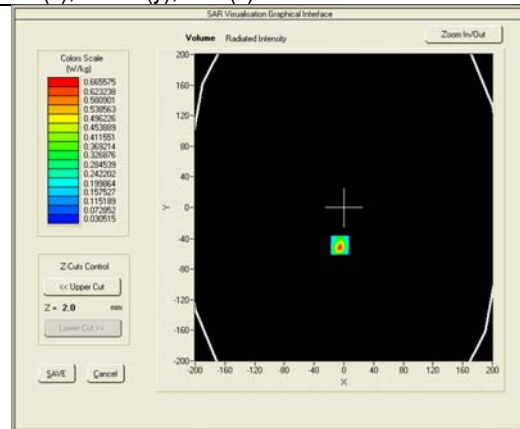 SAR Visualisation Graphical Interface
Volume Radiated Intensity
Zoom In/Out
Colors Scale
(W/kg)
0.665575
0.623238
0.580901
0.538563
0.496226
0.453889
0.411551
0.369214
0.326876
0.284539
0.242202
0.199864
0.157527
0.115189
0.072852
0.030515
Z-Cuts Control
<< Upper Cut
Z = 2.0 mm
Lower Cut >>
SAVE
Cancel
Y
200
160
120
80
40
0
-40
-80
-120
-160
-200
-200 -160 -120 -80 -40 0 40 80 120 160 200
X